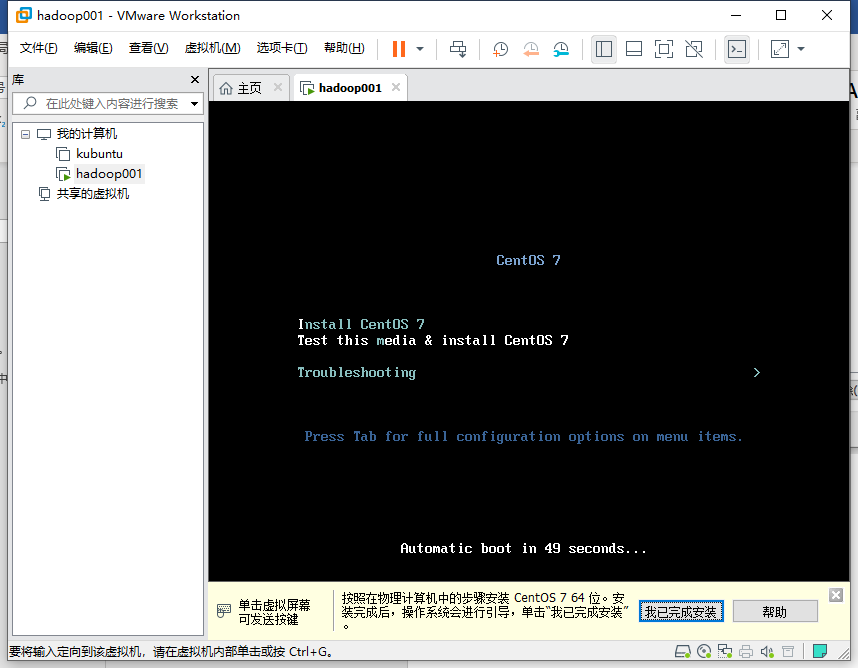 hadoop001 - VMware Workstation
文件(F) 编辑(E) 查看(V) 虚拟机(M) 选项卡(T) 帮助(H)
库
在此处键入内容进行搜索
我的计算机
kubuntu
hadoop001
共享的虚拟机
主页 hadoop001
CentOS 7
Install CentOS 7
Test this media & install CentOS 7
Troubleshooting >
Press Tab for full configuration options on menu items.
Automatic boot in 49 seconds...
单击虚拟屏幕
可发送按键
按照在物理计算机中的步骤安装 CentOS 7 64 位。安
装完成后，操作系统会进行引导，单击“我已完成安装”
。
我已完成安装 帮助
要将输入定向到该虚拟机，请在虚拟机内部单击或按 Ctrl+G。